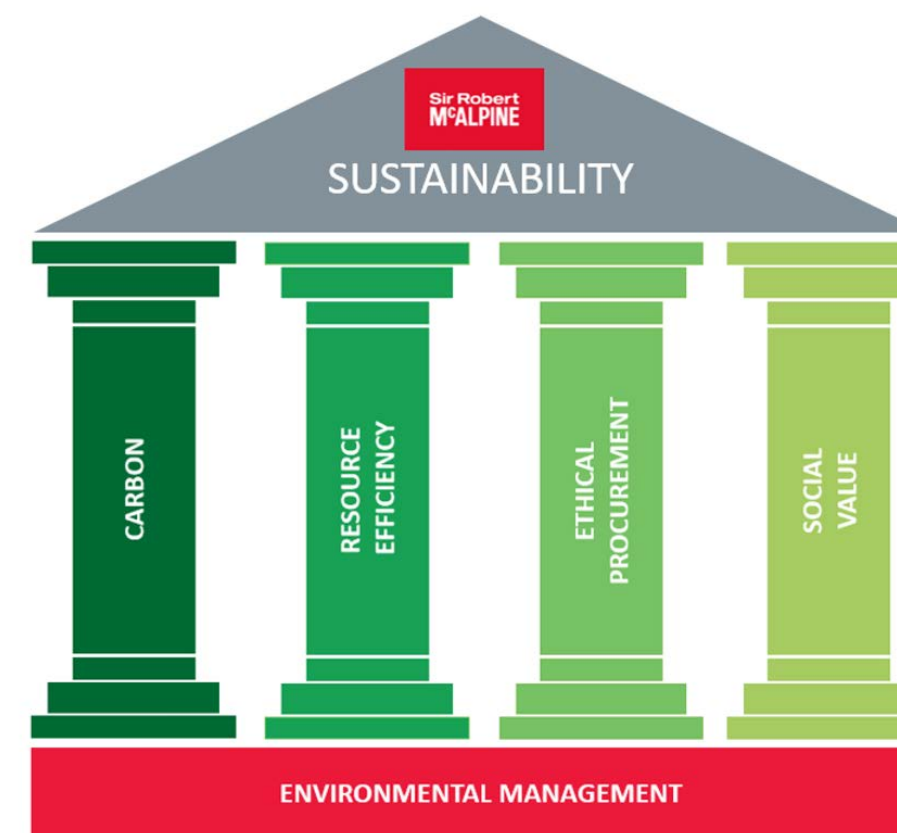 Sir Robert
McALPINE
SUSTAINABILITY
CARBON
RESOURCE
EFFICIENCY
ETHICAL
PROCUREMENT
SOCIAL
VALUE
ENVIRONMENTAL MANAGEMENT